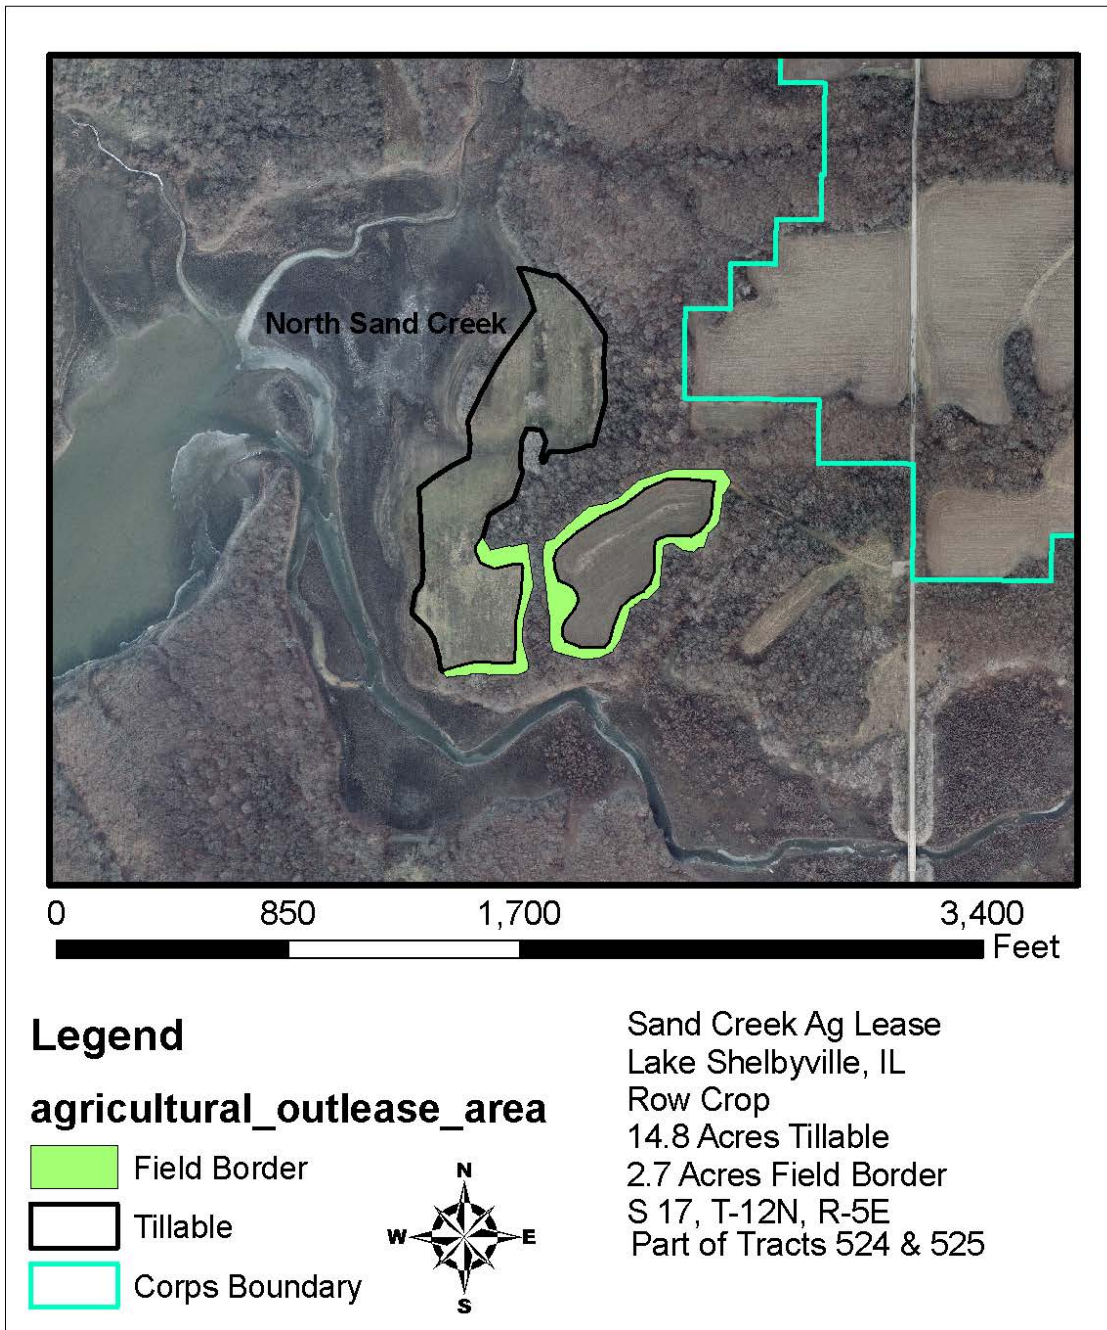 North Sand Creek
0 850 1,700 3,400
Feet
Legend
agricultural_outlease_area
Field Border
Tillable
Corps Boundary
N
W E
S
Sand Creek Ag Lease
Lake Shelbyville, IL
Row Crop
14.8 Acres Tillable
2.7 Acres Field Border
S 17, T-12N, R-5E
Part of Tracts 524 & 525